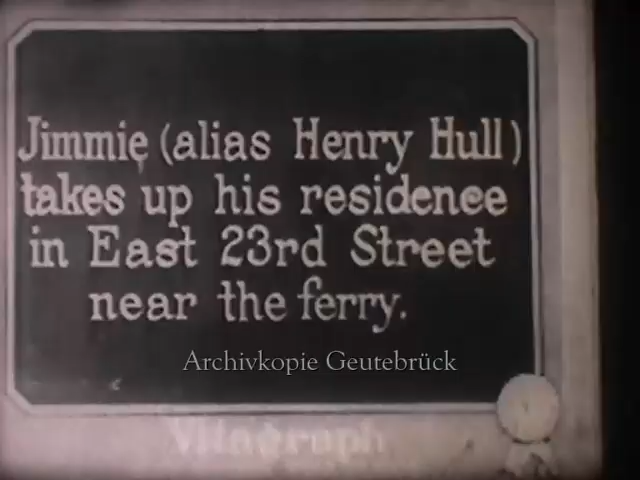 Jimmie (alias Henry Hull)
takes up his residence
in East 23rd Street
near the ferry.
Archivkopie Geutebrück
Vitagraph